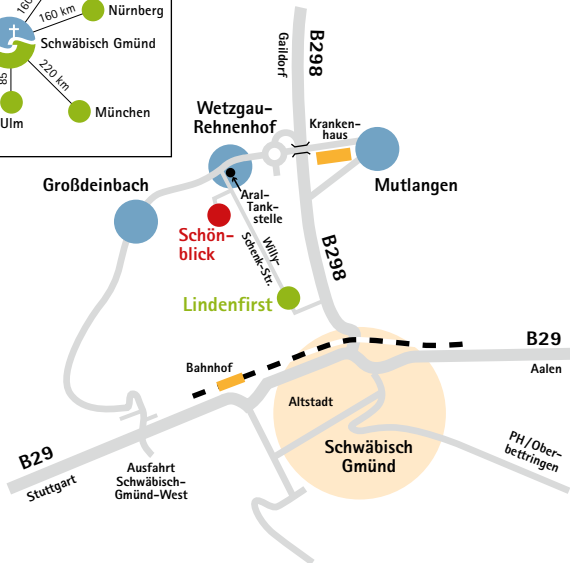 160
160 km
Nürnberg
Schwäbisch Gmünd
220 km
München
Ulm
B298
Gaildorf
Wetzgau-
Rehnenhof
Kranken-
haus
Mutlangen
Großdeinbach
Aral-
Tank-
stelle
Schön-
blick
Willy-
Schenk-Str.
B298
Lindenfirst
B29
Aalen
Bahnhof
Altstadt
Schwäbisch
Gmünd
PH/Ober-
bettringen
B29
Stuttgart
Ausfahrt
Schwäbisch-
Gmünd-West